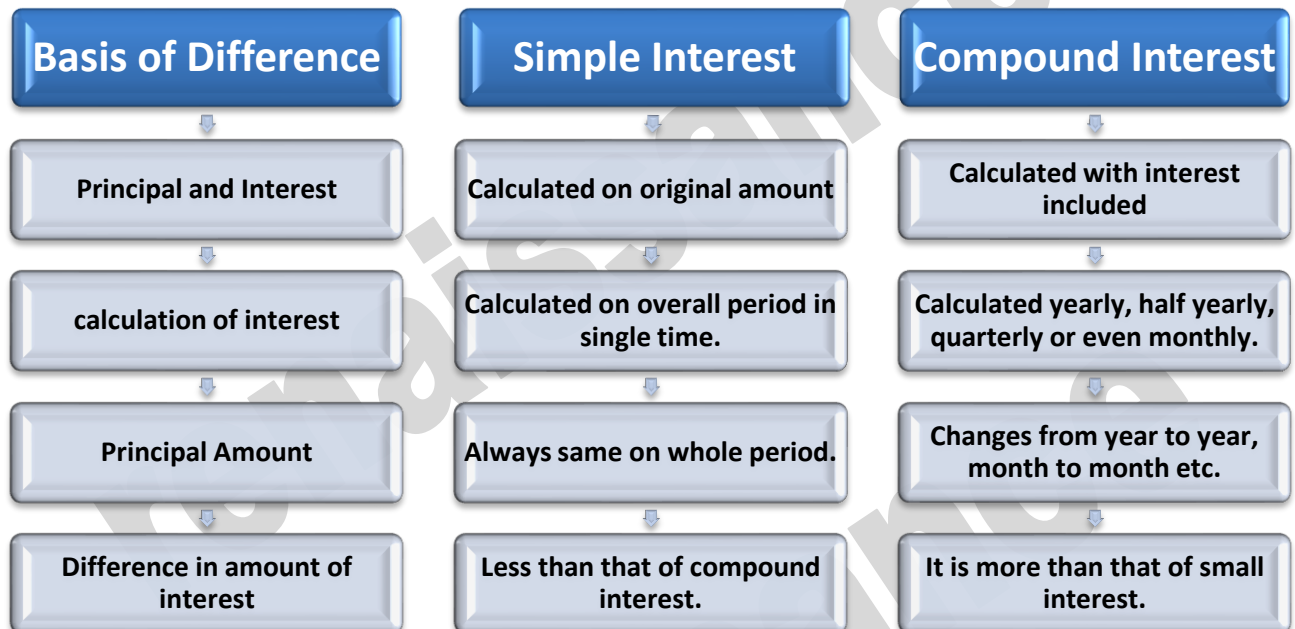 Basis of Difference
Simple Interest
Compound Interest
Principal and Interest
Calculated on original amount
Calculated with interest
included
calculation of interest
Calculated on overall period in
single time.
Calculated yearly, half yearly,
quarterly or even monthly.
Principal Amount
Always same on whole period.
Changes from year to year,
month to month etc.
Difference in amount of
interest
Less than that of compound
interest.
It is more than that of small
interest.